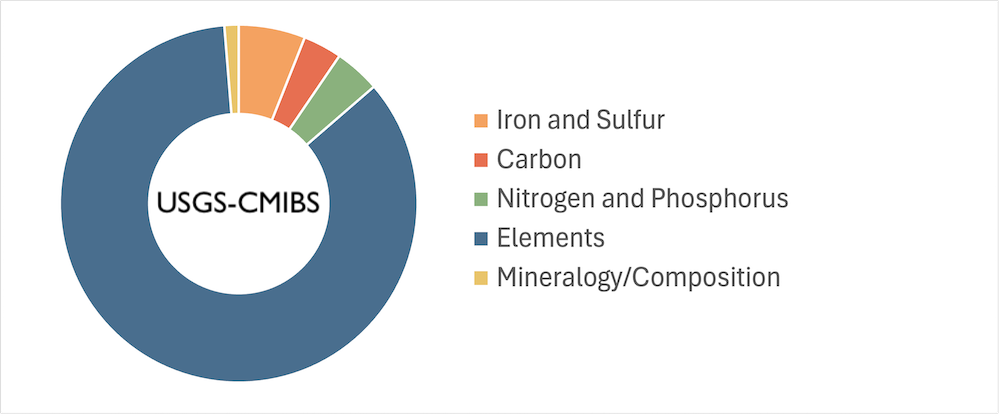 USGS-CMIBS
Iron and Sulfur
Carbon
Nitrogen and Phosphorus
Elements
Mineralogy/Composition